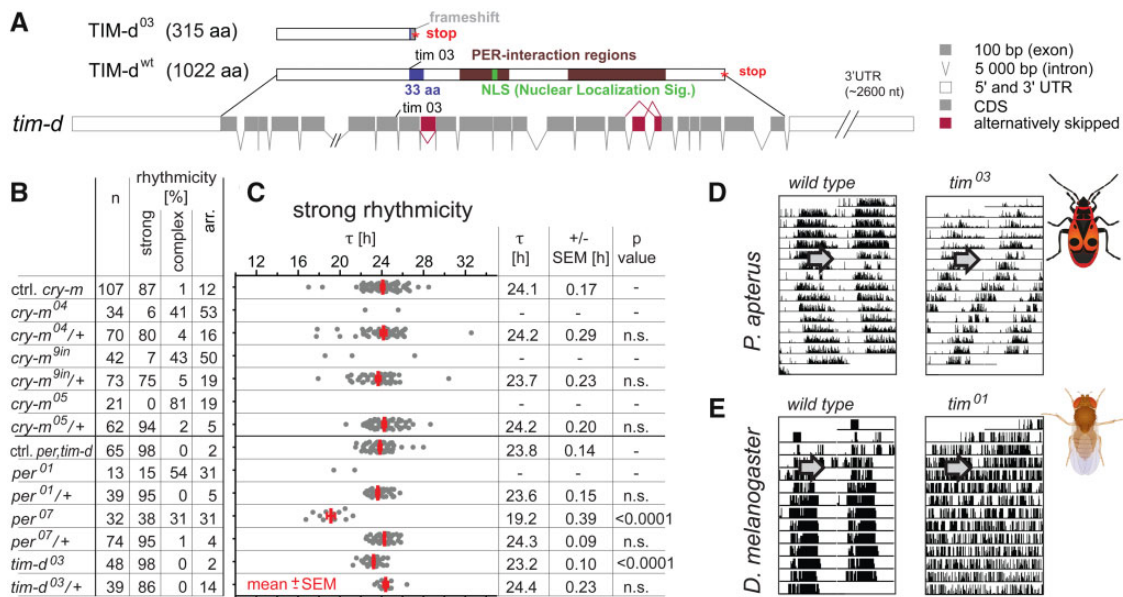 A
TIM-d03 (315 aa)
frameshift
stop
tim 03
PER-interaction regions
TIM-dwt (1022 aa)
stop
33 aa
NLS (Nuclear Localization Sig.)
tim 03
3'UTR
(~2600 nt)
tim-d
100 bp (exon)
5 000 bp (intron)
5' and 3' UTR
CDS
alternatively skipped
B
n
rhythmicity
[%]
strong
complex
arr.
C
strong rhythmicity
τ [h]
12 16 20 24 28 32
τ
[h]
+/-
SEM [h]
p
value
ctrl. cry-m 107 87 1 12 24.1 0.17 -
cry-m04 34 6 41 53 - - -
cry-m04/+ 70 80 4 16 24.2 0.29 n.s.
cry-m9in 42 7 43 50 - - -
cry-m9in/+ 73 75 5 19 23.7 0.23 n.s.
cry-m05 21 0 81 19 - - -
cry-m05/+ 62 94 2 5 24.2 0.20 n.s.
ctrl. per,tim-d 65 98 0 2 23.8 0.14 -
per01 13 15 54 31 - - -
per01/+ 39 95 0 5 23.6 0.15 n.s.
per07 32 38 31 31 19.2 0.39 <0.0001
per07/+ 74 95 1 4 24.3 0.09 n.s.
tim-d03 48 98 0 2 23.2 0.10 <0.0001
tim-d03/+ 39 86 0 14 mean ±SEM 24.4 0.23 n.s.
D
wild type
tim03
P. apterus
E
wild type
tim01
D. melanogaster